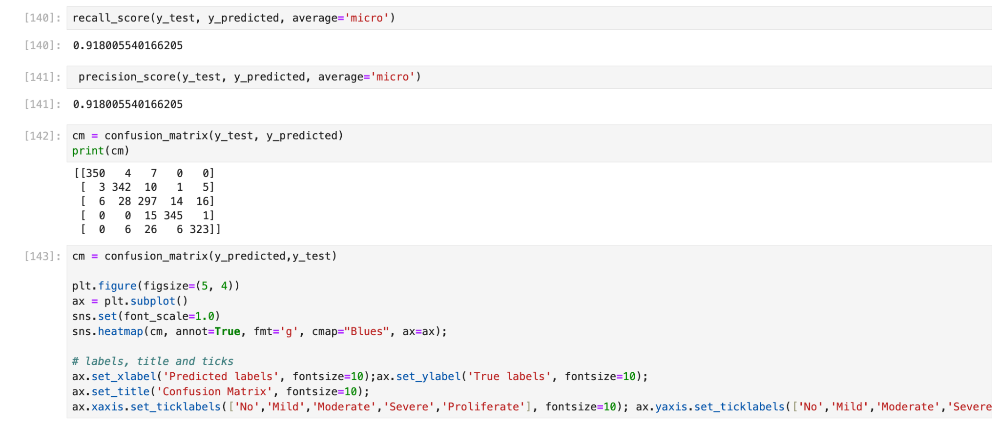 [140]: recall_score(y_test, y_predicted, average='micro')
[140]: 0.918005540166205
[141]:  precision_score(y_test, y_predicted, average='micro')
[141]: 0.918005540166205
[142]: cm = confusion_matrix(y_test, y_predicted)
print(cm)
[[350   4   7   0   0]
 [  3 342  10   1   5]
 [  6  28 297  14  16]
 [  0   0  15 345   1]
 [  0   6  26   6 323]]
[143]: cm = confusion_matrix(y_predicted,y_test)
plt.figure(figsize=(5, 4))
ax = plt.subplot()
sns.set(font_scale=1.0)
sns.heatmap(cm, annot=True, fmt='g', cmap="Blues", ax=ax);
# labels, title and ticks
ax.set_xlabel('Predicted labels', fontsize=10);ax.set_ylabel('True labels', fontsize=10);
ax.set_title('Confusion Matrix', fontsize=10);
ax.xaxis.set_ticklabels(['No','Mild','Moderate','Severe','Proliferate'], fontsize=10); ax.yaxis.set_ticklabels(['No','Mild','Moderate','Severe